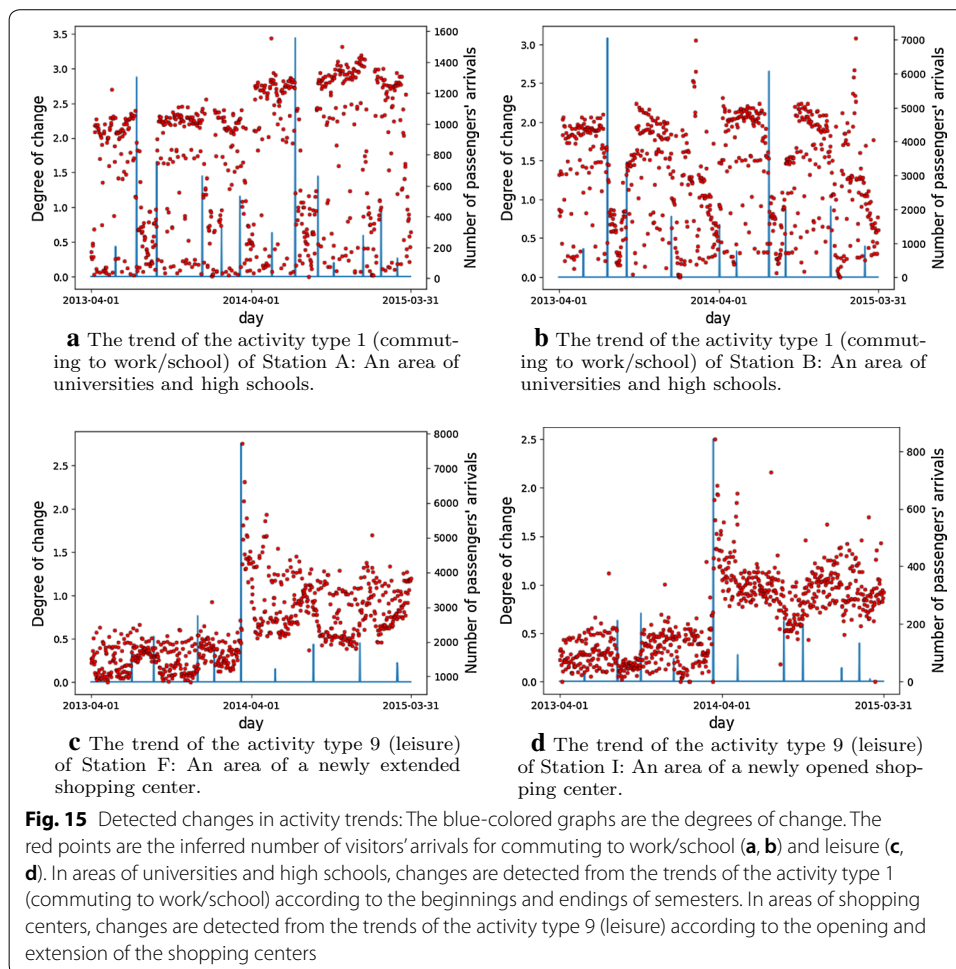 3.5
3.0
2.5
2.0
1.5
1.0
0.5
0.0
Degree of change
1600
1400
1200
1000
800
600
400
200
0
Number of passengers' arrivals
2013-04-01 2014-04-01 2015-03-31
day
a The trend of the activity type 1 (commut-
ing to work/school) of Station A: An area of
universities and high schools.
3.0
2.5
2.0
1.5
1.0
0.5
0.0
Degree of change
7000
6000
5000
4000
3000
2000
1000
0
Number of passengers' arrivals
2013-04-01 2014-04-01 2015-03-31
day
b The trend of the activity type 1 (commut-
ing to work/school) of Station B: An area of
universities and high schools.
2.5
2.0
1.5
1.0
0.5
0.0
Degree of change
8000
7000
6000
5000
4000
3000
2000
1000
Number of passengers' arrivals
2013-04-01 2014-04-01 2015-03-31
day
c The trend of the activity type 9 (leisure)
of Station F: An area of a newly extended
shopping center.
2.5
2.0
1.5
1.0
0.5
0.0
Degree of change
800
600
400
200
0
Number of passengers' arrivals
2013-04-01 2014-04-01 2015-03-31
day
d The trend of the activity type 9 (leisure)
of Station I: An area of a newly opened shop-
ping center.
Fig. 15 Detected changes in activity trends: The blue-colored graphs are the degrees of change. The
red points are the inferred number of visitors' arrivals for commuting to work/school (a, b) and leisure (c,
d). In areas of universities and high schools, changes are detected from the trends of the activity type 1
(commuting to work/school) according to the beginnings and endings of semesters. In areas of shopping
centers, changes are detected from the trends of the activity type 9 (leisure) according to the opening and
extension of the shopping centers